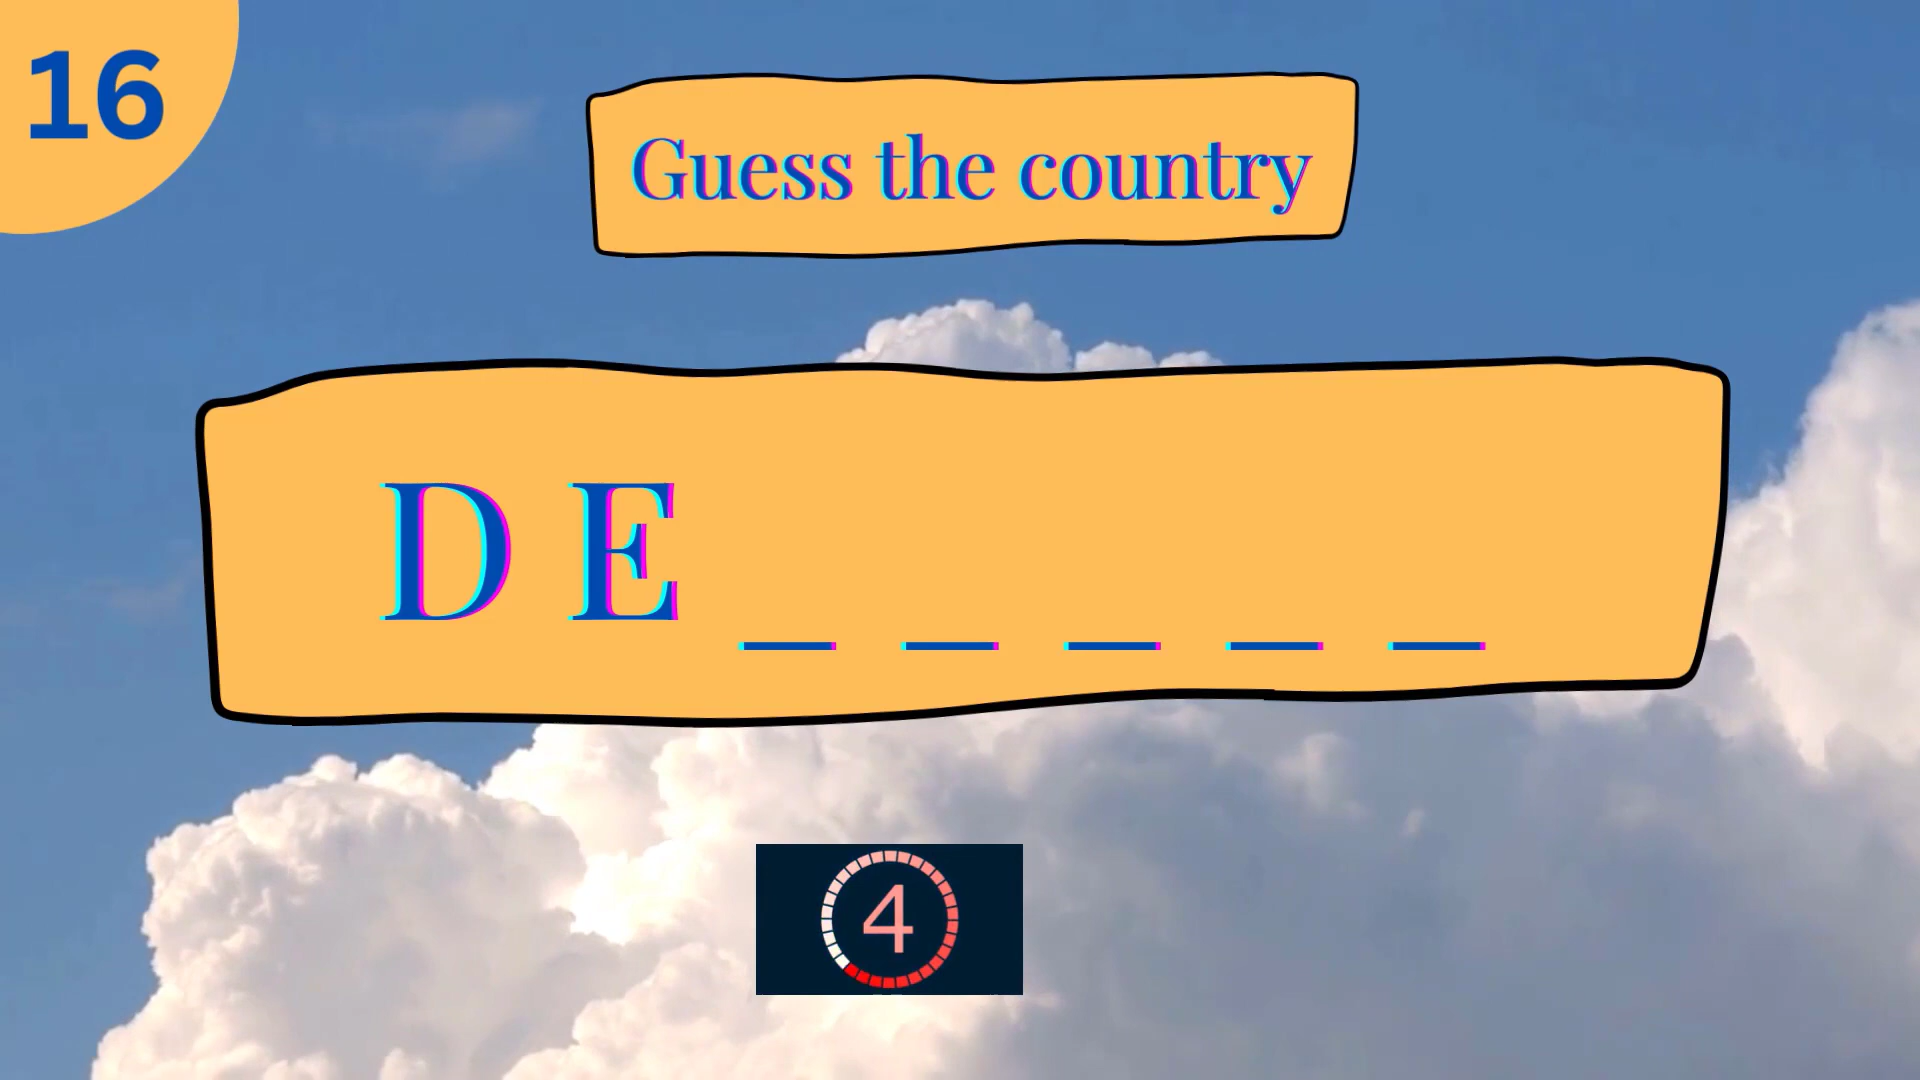 16
Guess the country
D E _ _ _ _ _
4